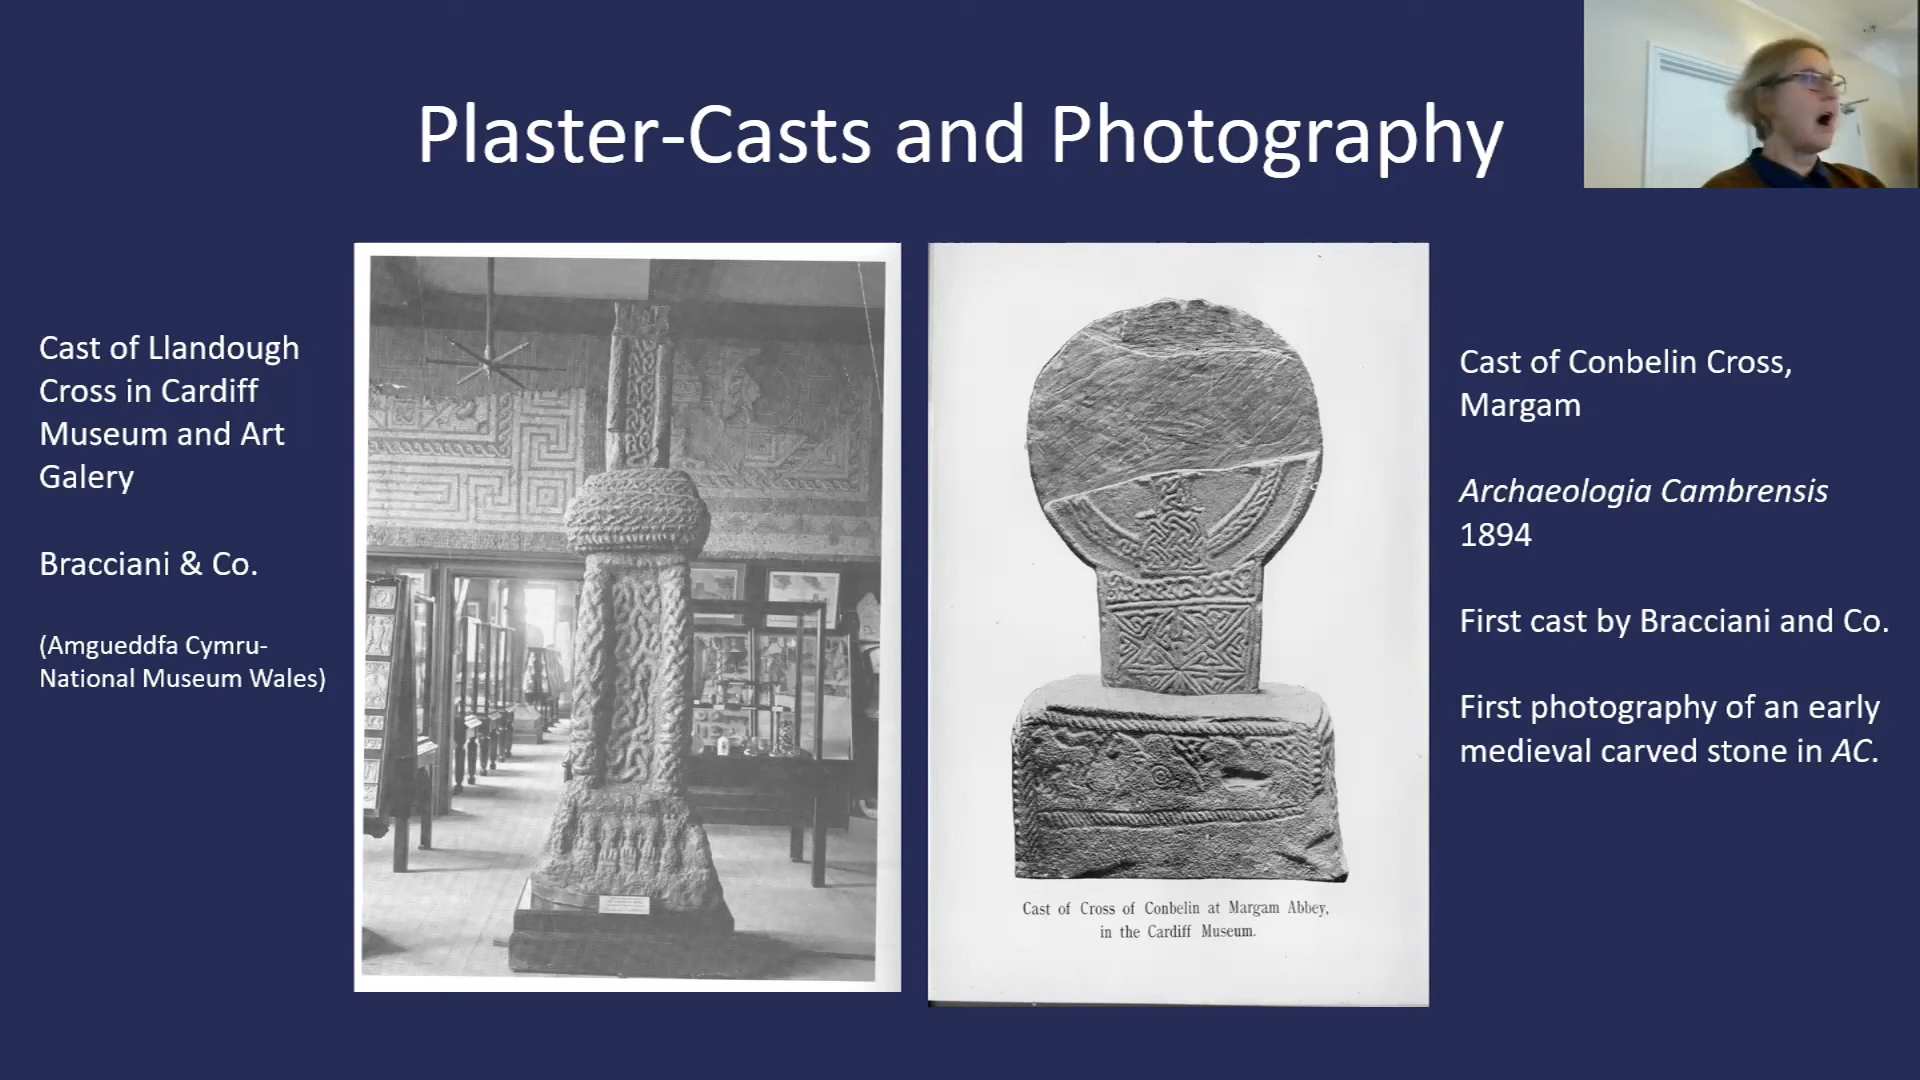 Plaster-Casts and Photography
Cast of Llandough
Cross in Cardiff
Museum and Art
Galery
Bracciani & Co.
(Amgueddfa Cymru-
National Museum Wales)
Cast of Cross of Conbelin at Margam Abbey,
in the Cardiff Museum.
Cast of Conbelin Cross,
Margam
Archaeologia Cambrensis
1894
First cast by Bracciani and Co.
First photography of an early
medieval carved stone in AC.